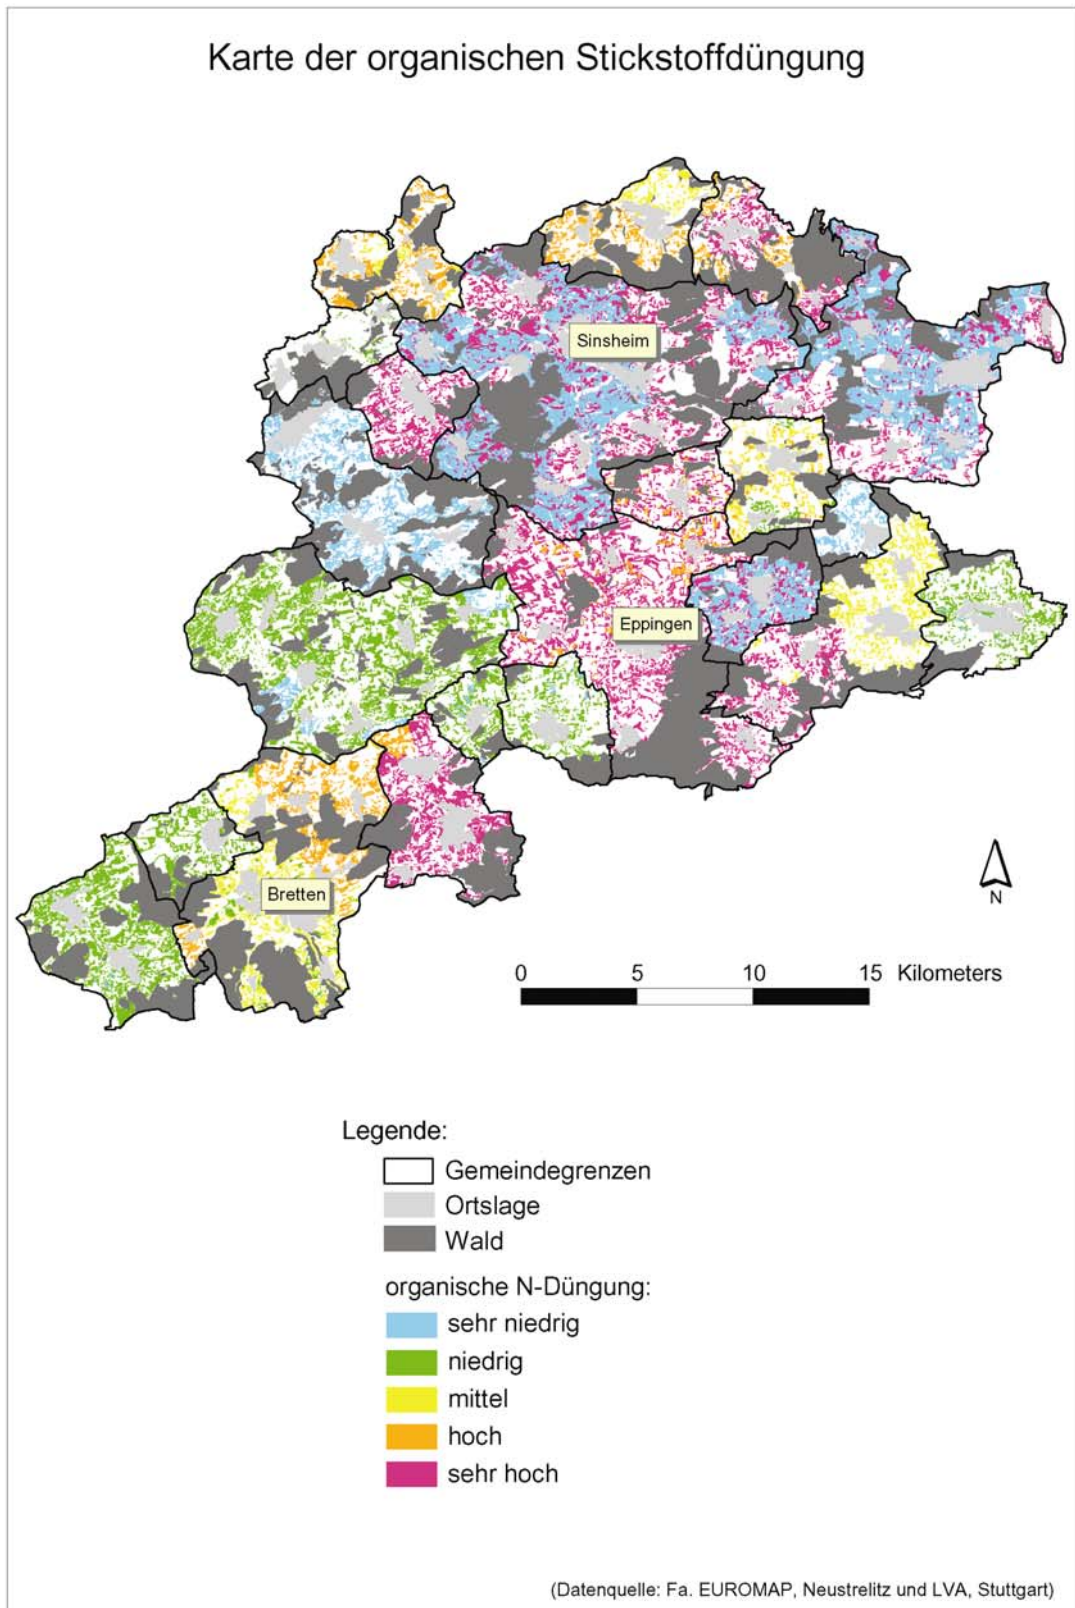 Karte der organischen Stickstoffdüngung
Sinsheim
Eppingen
Bretten
N
0 5 10 15 Kilometers
Legende:
Gemeindegrenzen
Ortslage
Wald
organische N-Düngung:
sehr niedrig
niedrig
mittel
hoch
sehr hoch
(Datenquelle: Fa. EUROMAP, Neustrelitz und LVA, Stuttgart)